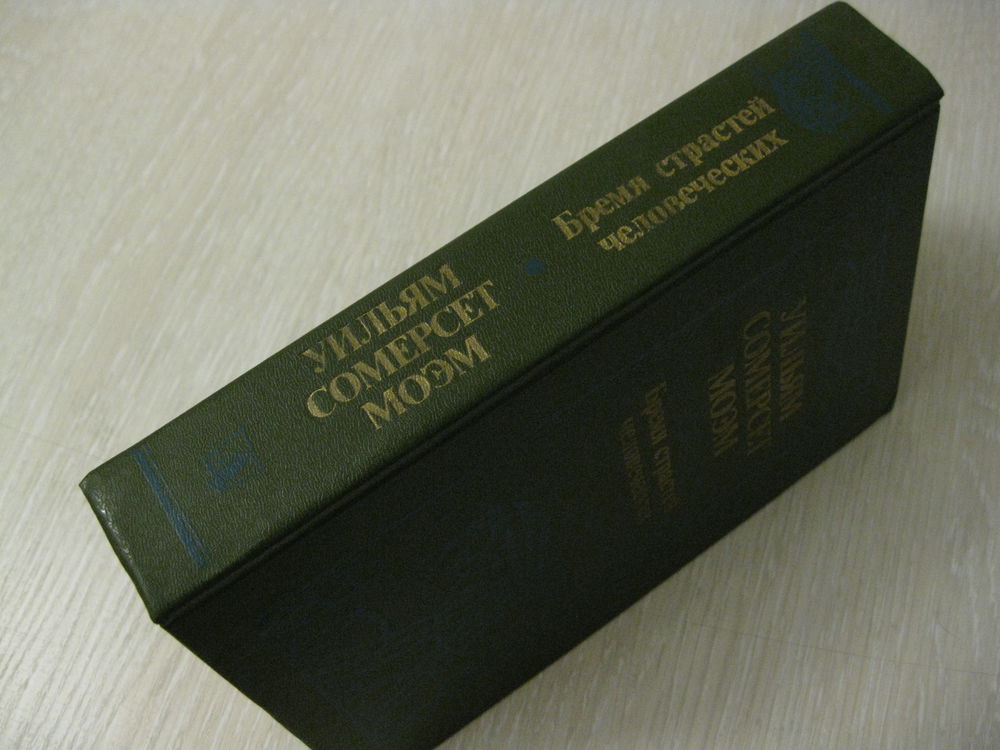 УИЛЬЯМ
СОМЕРСЕТ
МОЭМ
Бремя страстей
человеческих
УИЛЬЯМ
СОМЕРСЕТ
МОЭМ
Бремя страстей
человеческих